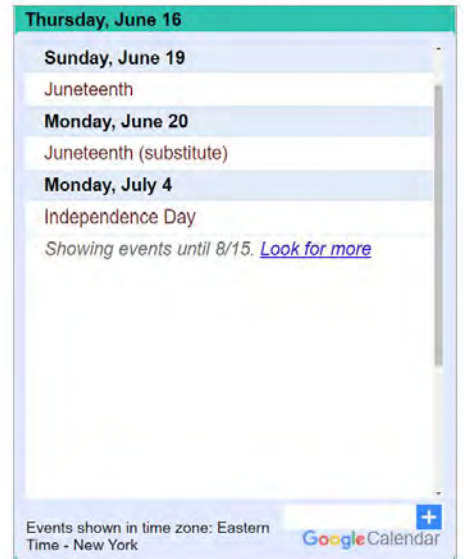 Thursday, June 16
Sunday, June 19
Juneteenth
Monday, June 20
Juneteenth (substitute)
Monday, July 4
Independence Day
Showing events until 8/15. Look for more
Events shown in time zone: Eastern
Time - New York
Google Calendar